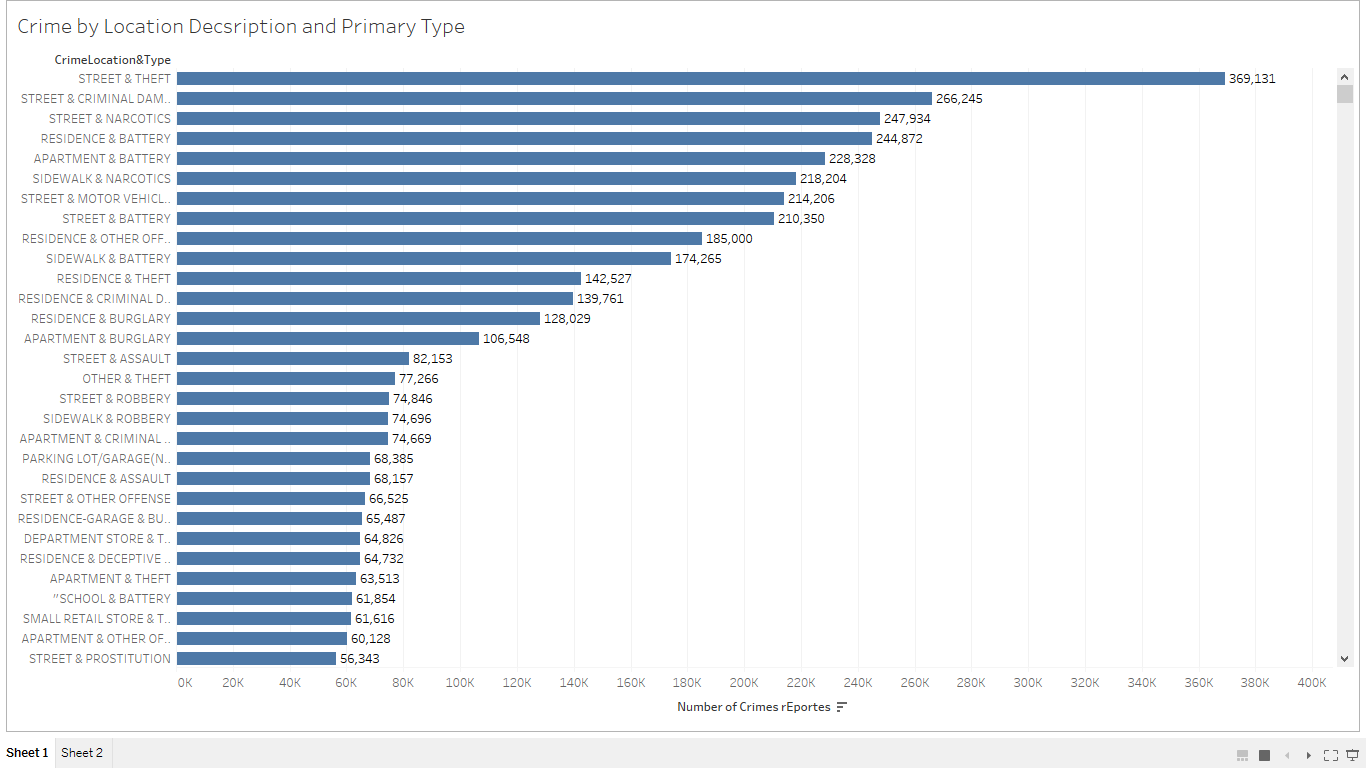 Crime by Location Decsription and Primary Type
CrimeLocation&Type
STREET & THEFT 369,131
STREET & CRIMINAL DAM.. 266,245
STREET & NARCOTICS 247,934
RESIDENCE & BATTERY 244,872
APARTMENT & BATTERY 228,328
SIDEWALK & NARCOTICS 218,204
STREET & MOTOR VEHICL.. 214,206
STREET & BATTERY 210,350
RESIDENCE & OTHER OFF.. 185,000
SIDEWALK & BATTERY 174,265
RESIDENCE & THEFT 142,527
RESIDENCE & CRIMINAL D.. 139,761
RESIDENCE & BURGLARY 128,029
APARTMENT & BURGLARY 106,548
STREET & ASSAULT 82,153
OTHER & THEFT 77,266
STREET & ROBBERY 74,846
SIDEWALK & ROBBERY 74,696
APARTMENT & CRIMINAL .. 74,669
PARKING LOT/GARAGE(N.. 68,385
RESIDENCE & ASSAULT 68,157
STREET & OTHER OFFENSE 66,525
RESIDENCE-GARAGE & BU.. 65,487
DEPARTMENT STORE & T.. 64,826
RESIDENCE & DECEPTIVE .. 64,732
APARTMENT & THEFT 63,513
"SCHOOL & BATTERY 61,854
SMALL RETAIL STORE & T.. 61,616
APARTMENT & OTHER OF.. 60,128
STREET & PROSTITUTION 56,343
0K 20K 40K 60K 80K 100K 120K 140K 160K 180K 200K 220K 240K 260K 280K 300K 320K 340K 360K 380K 400K
Number of Crimes rEportes
Sheet 1 Sheet 2